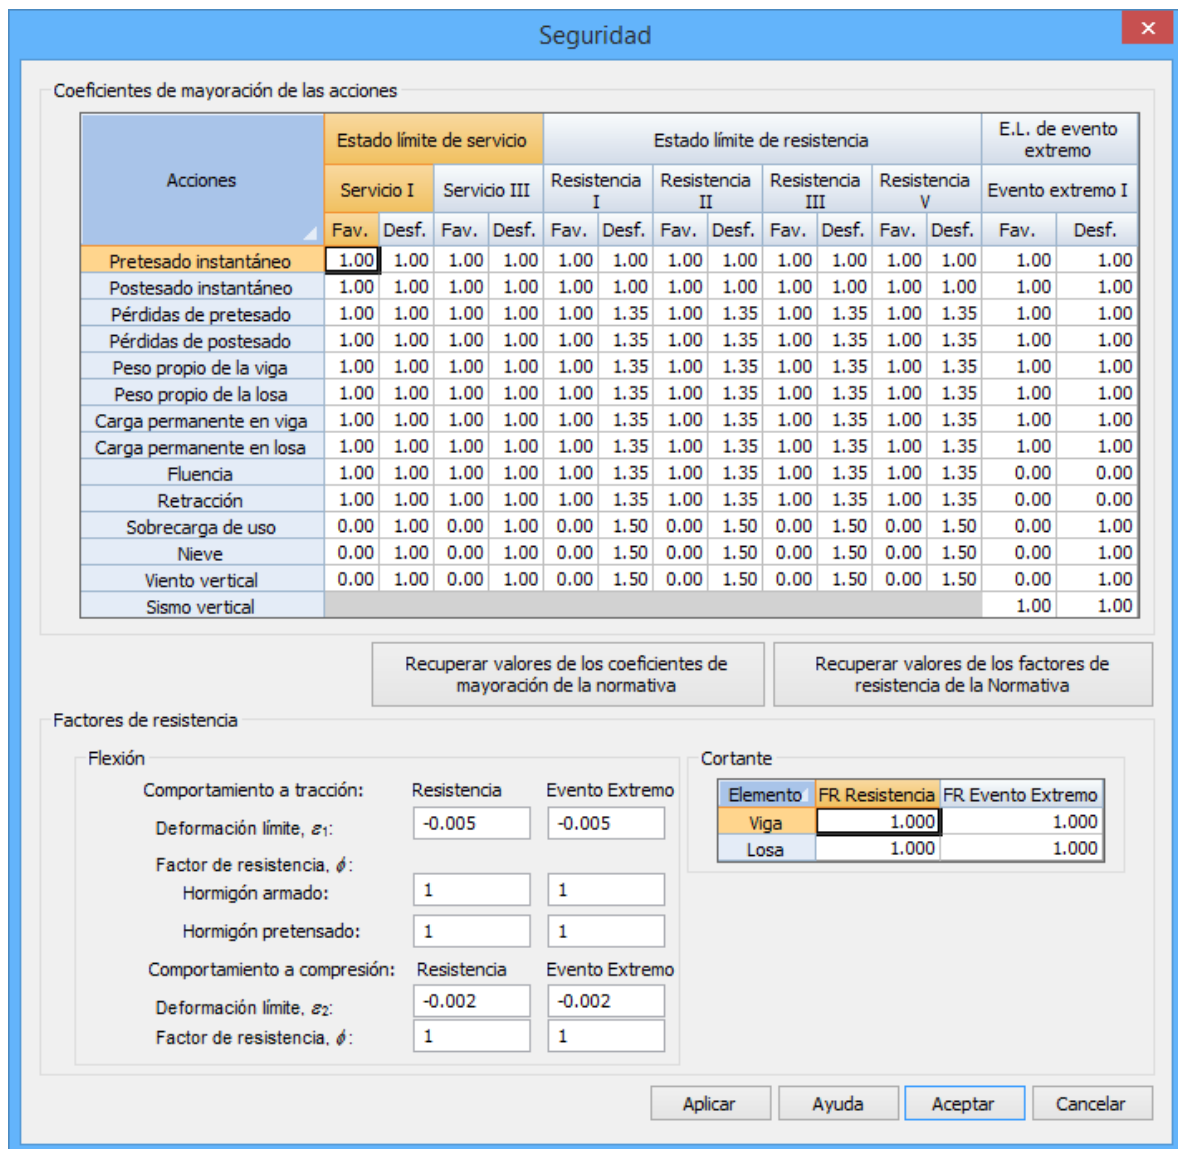 Seguridad
Coeficientes de mayoración de las acciones
Acciones
Estado límite de servicio
Estado límite de resistencia
E.L. de evento
extremo
Servicio I
Servicio III
Resistencia
I
Resistencia
II
Resistencia
III
Resistencia
V
Evento extremo I
Fav. Desf. Fav. Desf. Fav. Desf. Fav. Desf. Fav. Desf. Fav. Desf. Fav. Desf.
Pretesado instantáneo 1.00 1.00 1.00 1.00 1.00 1.00 1.00 1.00 1.00 1.00 1.00 1.00 1.00 1.00
Postesado instantáneo 1.00 1.00 1.00 1.00 1.00 1.00 1.00 1.00 1.00 1.00 1.00 1.00 1.00 1.00
Pérdidas de pretesado 1.00 1.00 1.00 1.00 1.00 1.35 1.00 1.35 1.00 1.35 1.00 1.35 1.00 1.00
Pérdidas de postesado 1.00 1.00 1.00 1.00 1.00 1.35 1.00 1.35 1.00 1.35 1.00 1.35 1.00 1.00
Peso propio de la viga 1.00 1.00 1.00 1.00 1.00 1.35 1.00 1.35 1.00 1.35 1.00 1.35 1.00 1.00
Peso propio de la losa 1.00 1.00 1.00 1.00 1.00 1.35 1.00 1.35 1.00 1.35 1.00 1.35 1.00 1.00
Carga permanente en viga 1.00 1.00 1.00 1.00 1.00 1.35 1.00 1.35 1.00 1.35 1.00 1.35 1.00 1.00
Carga permanente en losa 1.00 1.00 1.00 1.00 1.00 1.35 1.00 1.35 1.00 1.35 1.00 1.35 1.00 1.00
Fluencia 1.00 1.00 1.00 1.00 1.00 1.35 1.00 1.35 1.00 1.35 1.00 1.35 0.00 0.00
Retracción 1.00 1.00 1.00 1.00 1.00 1.35 1.00 1.35 1.00 1.35 1.00 1.35 0.00 0.00
Sobrecarga de uso 0.00 1.00 0.00 1.00 0.00 1.50 0.00 1.50 0.00 1.50 0.00 1.50 0.00 1.00
Nieve 0.00 1.00 0.00 1.00 0.00 1.50 0.00 1.50 0.00 1.50 0.00 1.50 0.00 1.00
Viento vertical 0.00 1.00 0.00 1.00 0.00 1.50 0.00 1.50 0.00 1.50 0.00 1.50 0.00 1.00
Sismo vertical 1.00 1.00
Recuperar valores de los coeficientes de
mayoración de la normativa
Recuperar valores de los factores de
resistencia de la Normativa
Factores de resistencia
Flexión
Comportamiento a tracción: Resistencia Evento Extremo
Deformación límite, ε1: -0.005 -0.005
Factor de resistencia, ϕ:
Hormigón armado: 1 1
Hormigón pretensado: 1 1
Comportamiento a compresión: Resistencia Evento Extremo
Deformación límite, ε2: -0.002 -0.002
Factor de resistencia, ϕ: 1 1
Cortante
Elemento FR Resistencia FR Evento Extremo
Viga 1.000 1.000
Losa 1.000 1.000
Aplicar Ayuda Aceptar Cancelar